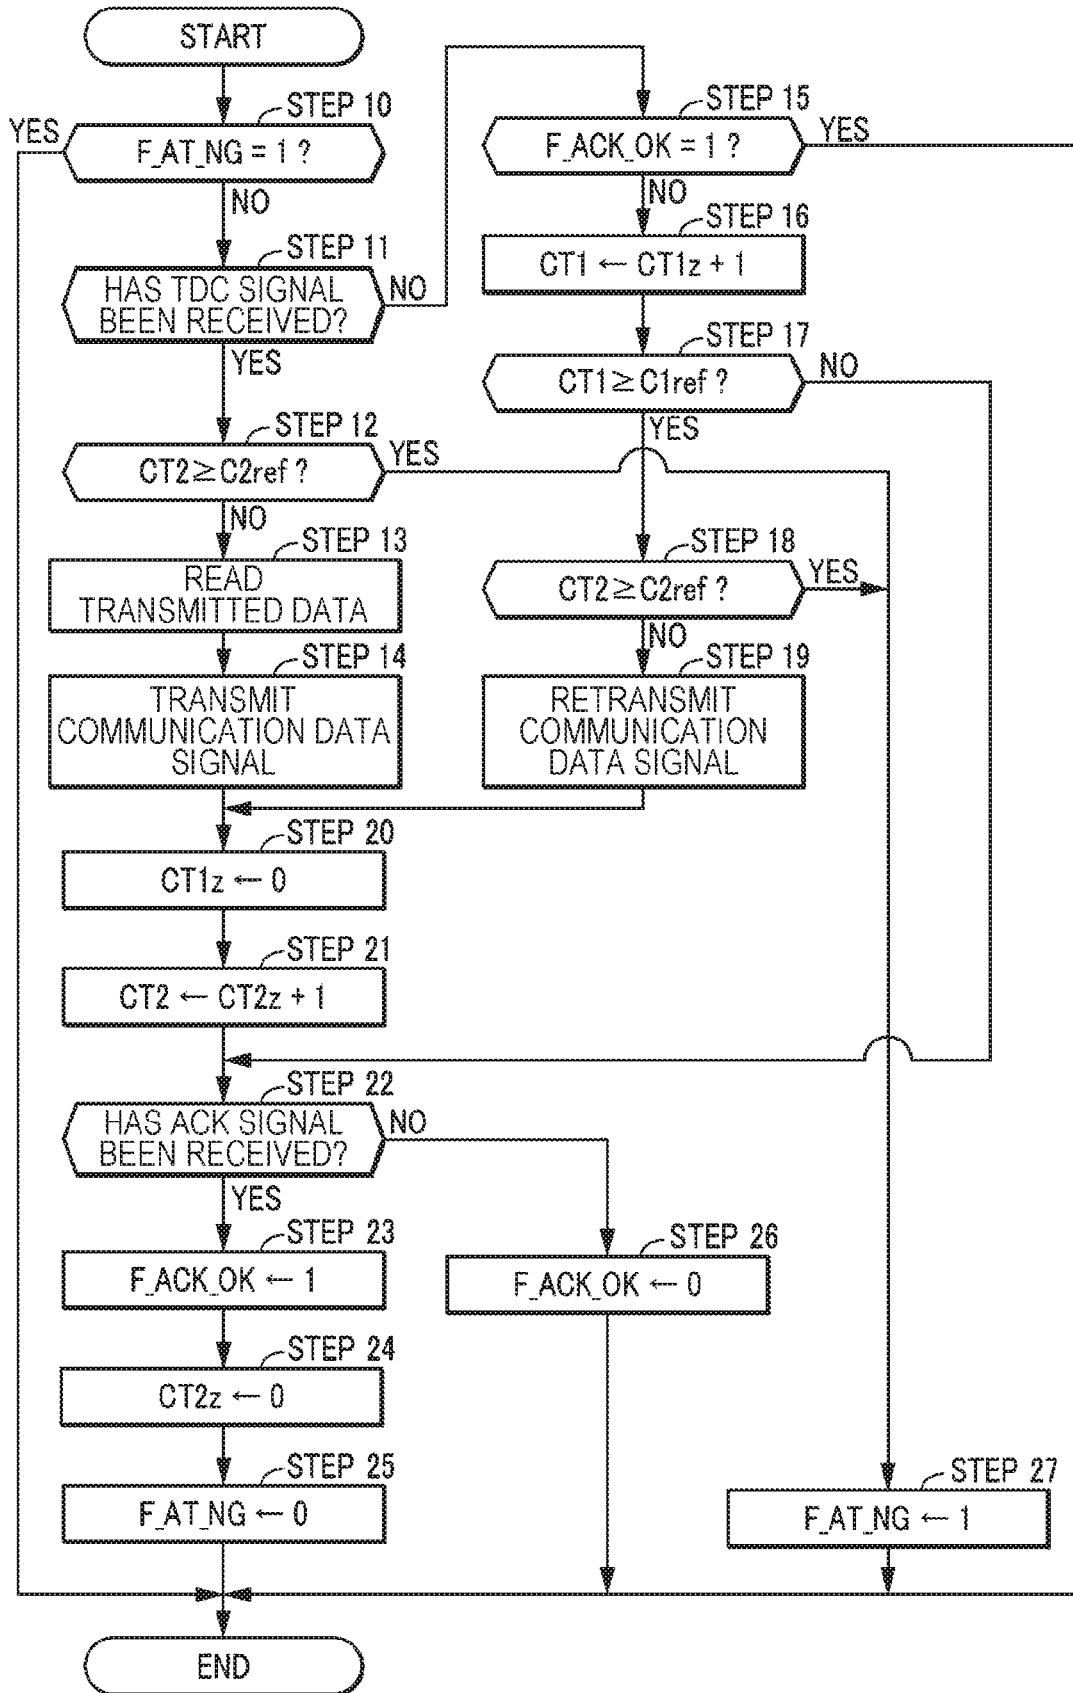 START
STEP 10
YES
F_AT_NG = 1 ?
NO
STEP 11
HAS TDC SIGNAL
BEEN RECEIVED?
NO
YES
STEP 12
CT2 ≥ C2ref ?
YES
NO
STEP 13
READ
TRANSMITTED DATA
STEP 14
TRANSMIT
COMMUNICATION DATA
SIGNAL
STEP 15
F_ACK_OK = 1 ?
YES
NO
STEP 16
CT1 ← CT1z + 1
STEP 17
CT1 ≥ C1ref ?
NO
YES
STEP 18
CT2 ≥ C2ref ?
YES
NO
STEP 19
RETRANSMIT
COMMUNICATION
DATA SIGNAL
STEP 20
CT1z ← 0
STEP 21
CT2 ← CT2z + 1
STEP 22
HAS ACK SIGNAL
BEEN RECEIVED?
NO
YES
STEP 23
F_ACK_OK ← 1
STEP 24
CT2z ← 0
STEP 25
F_AT_NG ← 0
STEP 26
F_ACK_OK ← 0
STEP 27
F_AT_NG ← 1
END